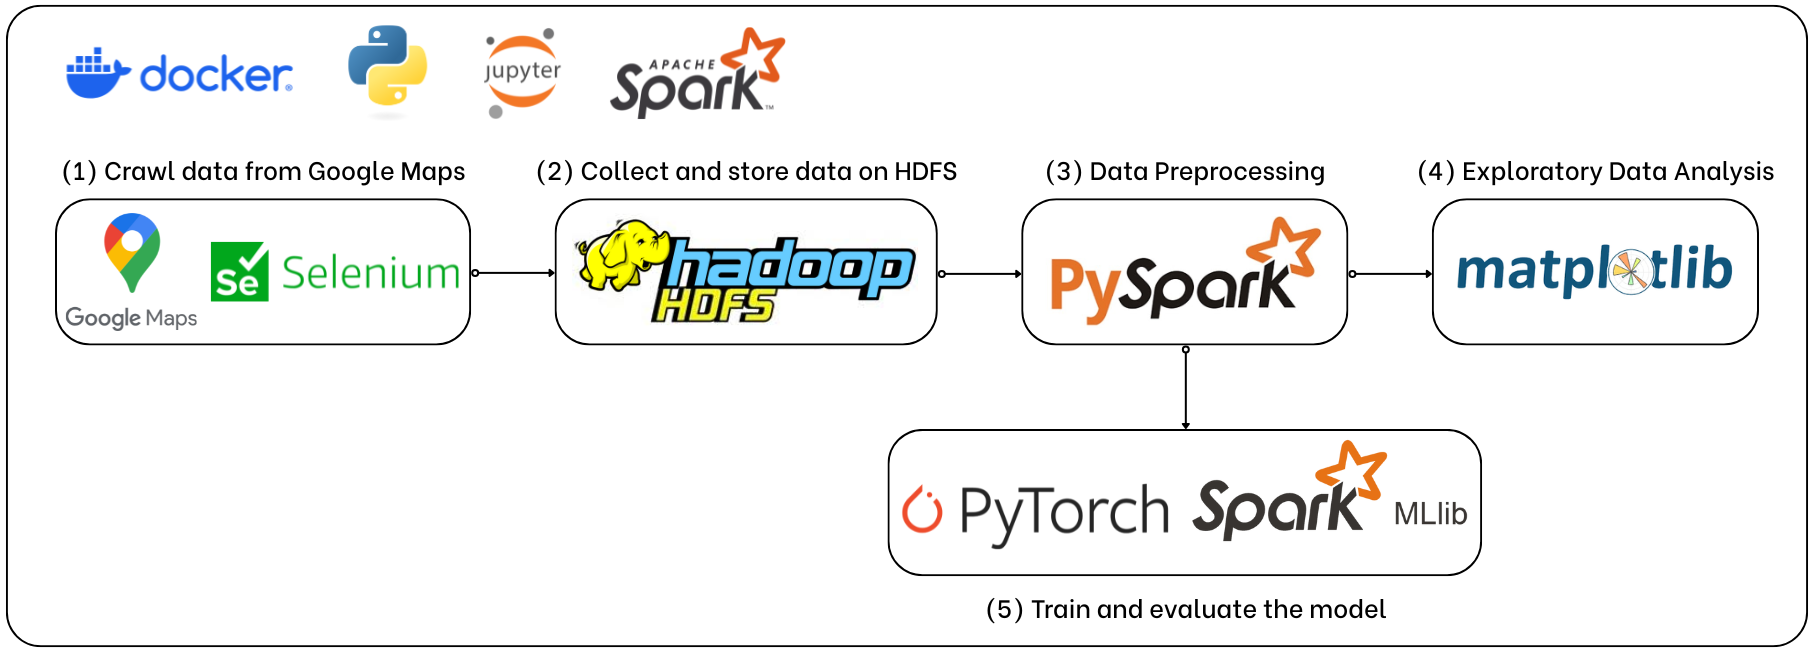 docker®
jupyter
APACHE
Spark™
(1) Crawl data from Google Maps
(2) Collect and store data on HDFS
(3) Data Preprocessing
(4) Exploratory Data Analysis
Google Maps
Se Selenium
hadoop
HDFS
PySpark
matplotlib
PyTorch
Spark MLlib
(5) Train and evaluate the model